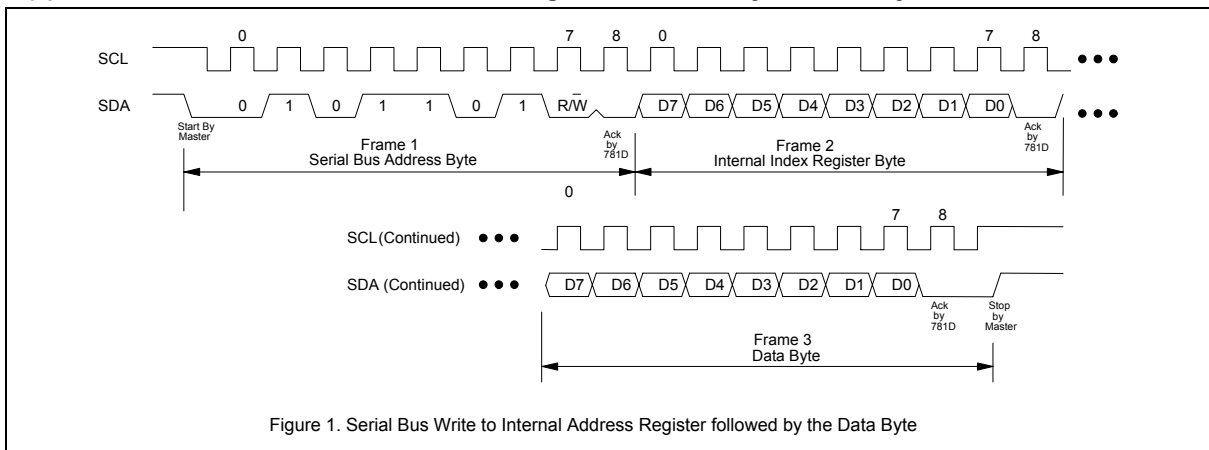 0 7 8 0 7 8
SCL
SDA 0 1 0 1 1 0 1 R/W D7 D6 D5 D4 D3 D2 D1 D0
Start By
Master
Ack
by
781D
Ack
by
781D
Frame 1
Serial Bus Address Byte
Frame 2
Internal Index Register Byte
0
7 8
SCL(Continued)
SDA (Continued) D7 D6 D5 D4 D3 D2 D1 D0
Ack
by
781D
Stop
by
Master
Frame 3
Data Byte
Figure 1. Serial Bus Write to Internal Address Register followed by the Data Byte